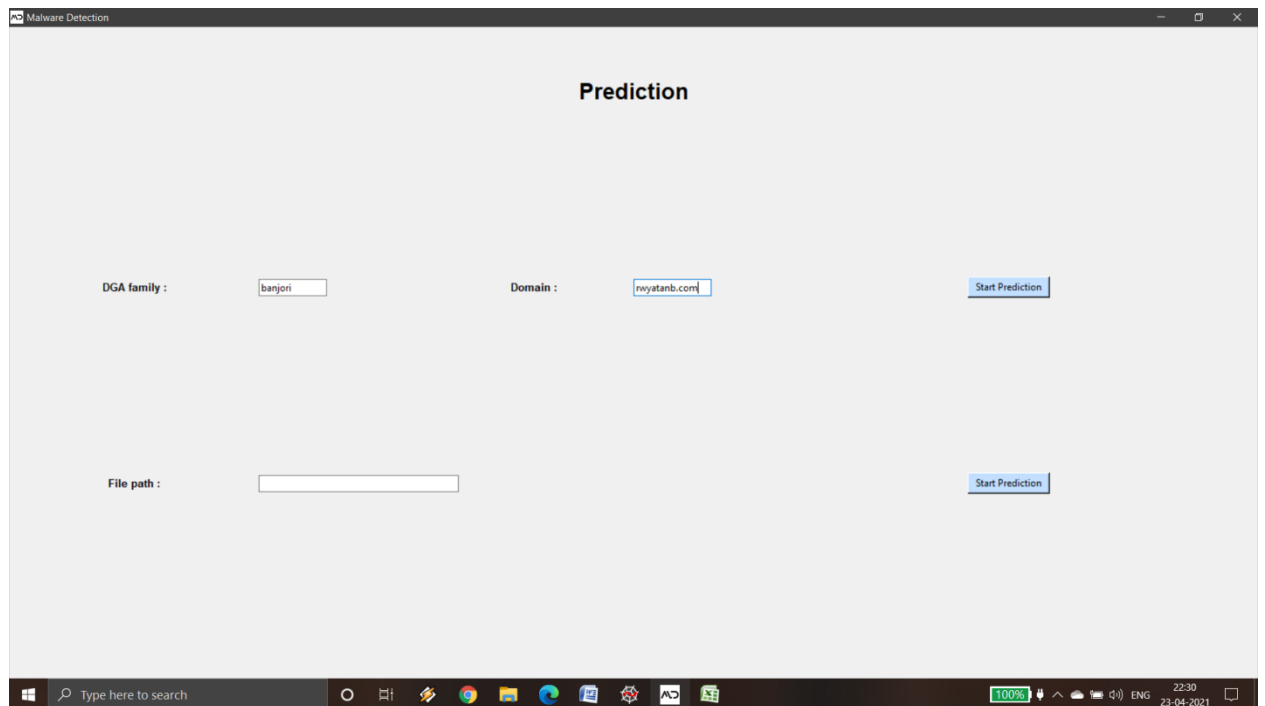 Malware Detection
Prediction
DGA family : banjori Domain : rwyatanb.com Start Prediction
File path : Start Prediction
Type here to search 100% ENG 22:30
23-04-2021